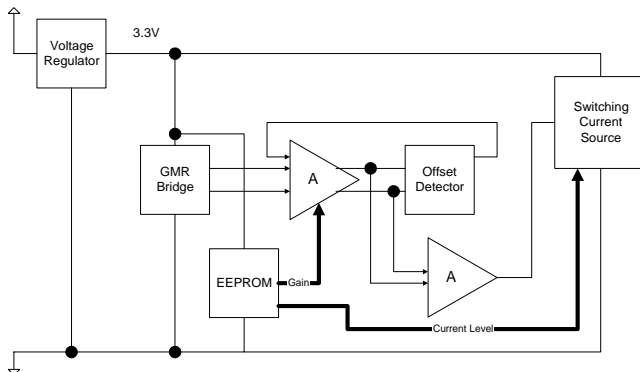 Voltage
Regulator
3.3V
Switching
Current
Source
GMR
Bridge
A
Offset
Detector
EEPROM
Gain
A
Current Level